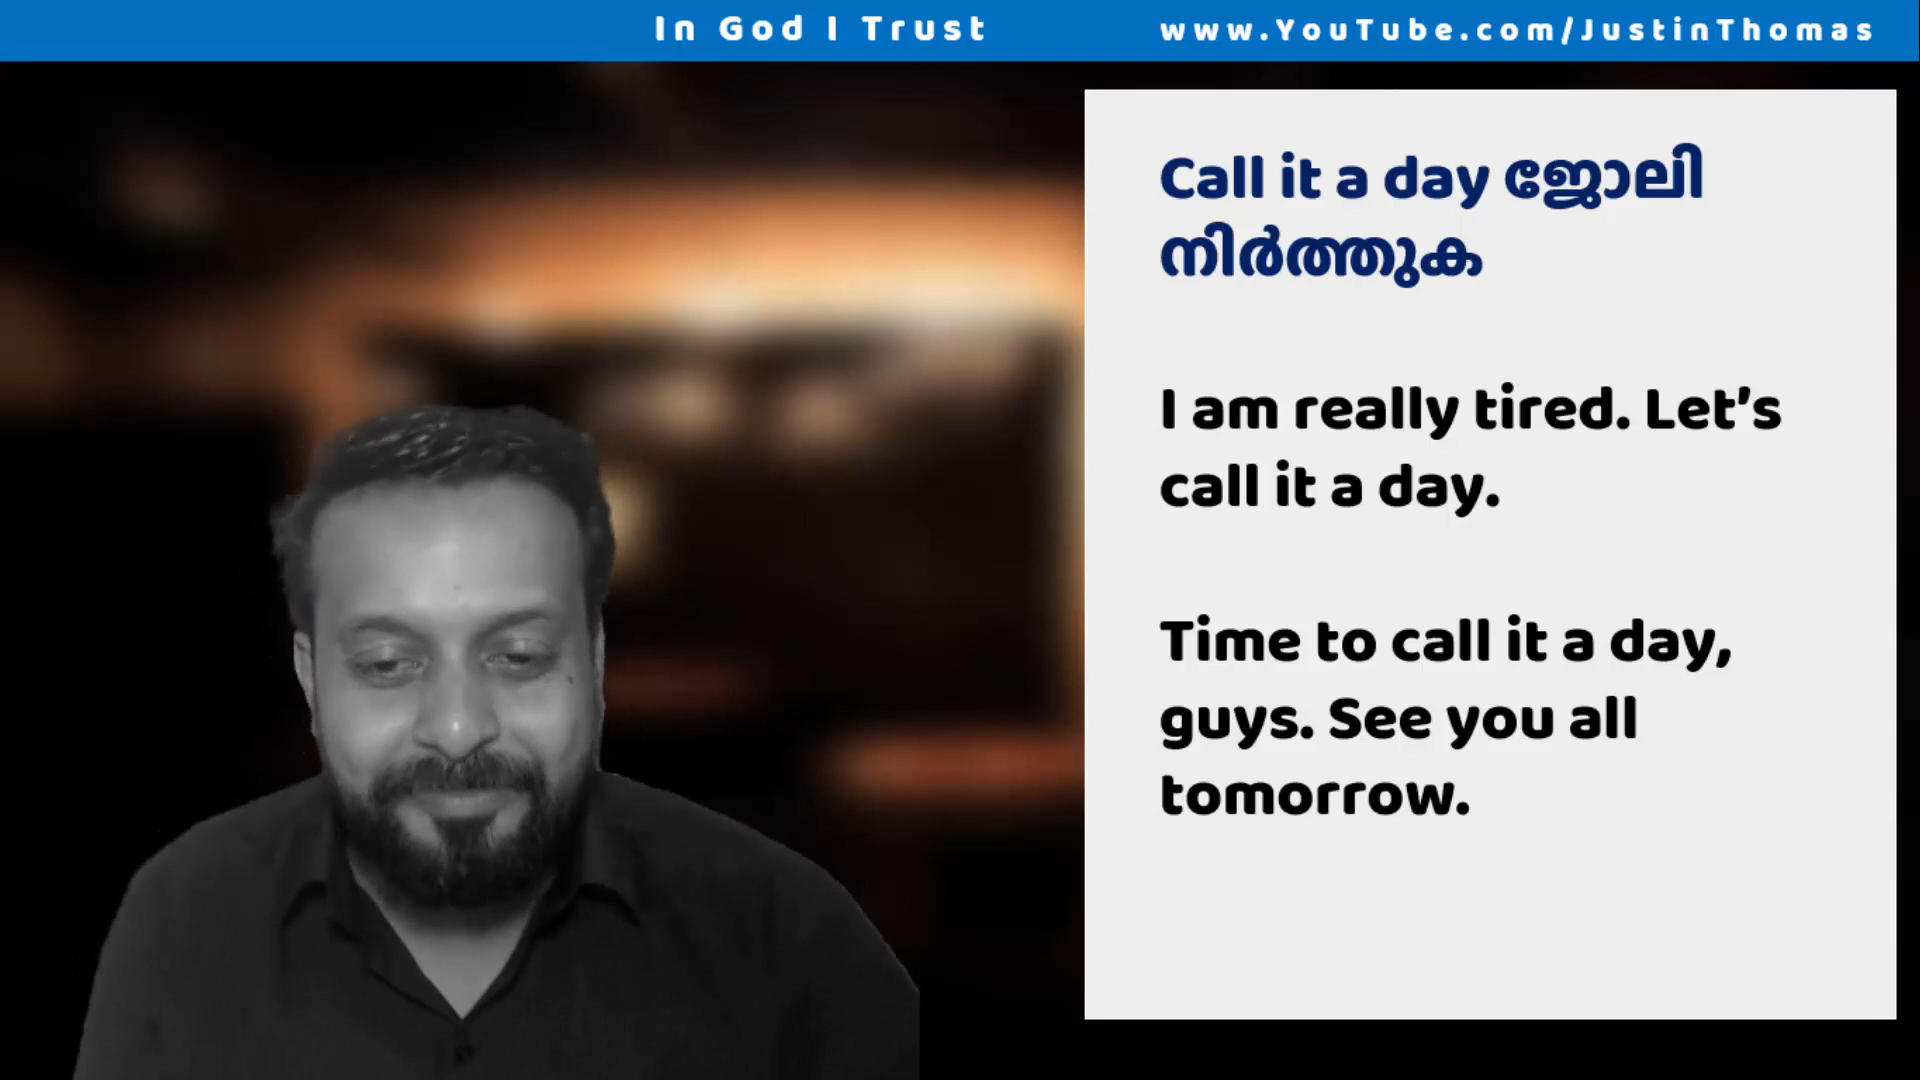 In God I Trust
www.YouTube.com/JustinThomas
Call it a day ജോലി
നിർത്തുക
I am really tired. Let’s
call it a day.
Time to call it a day,
guys. See you all
tomorrow.